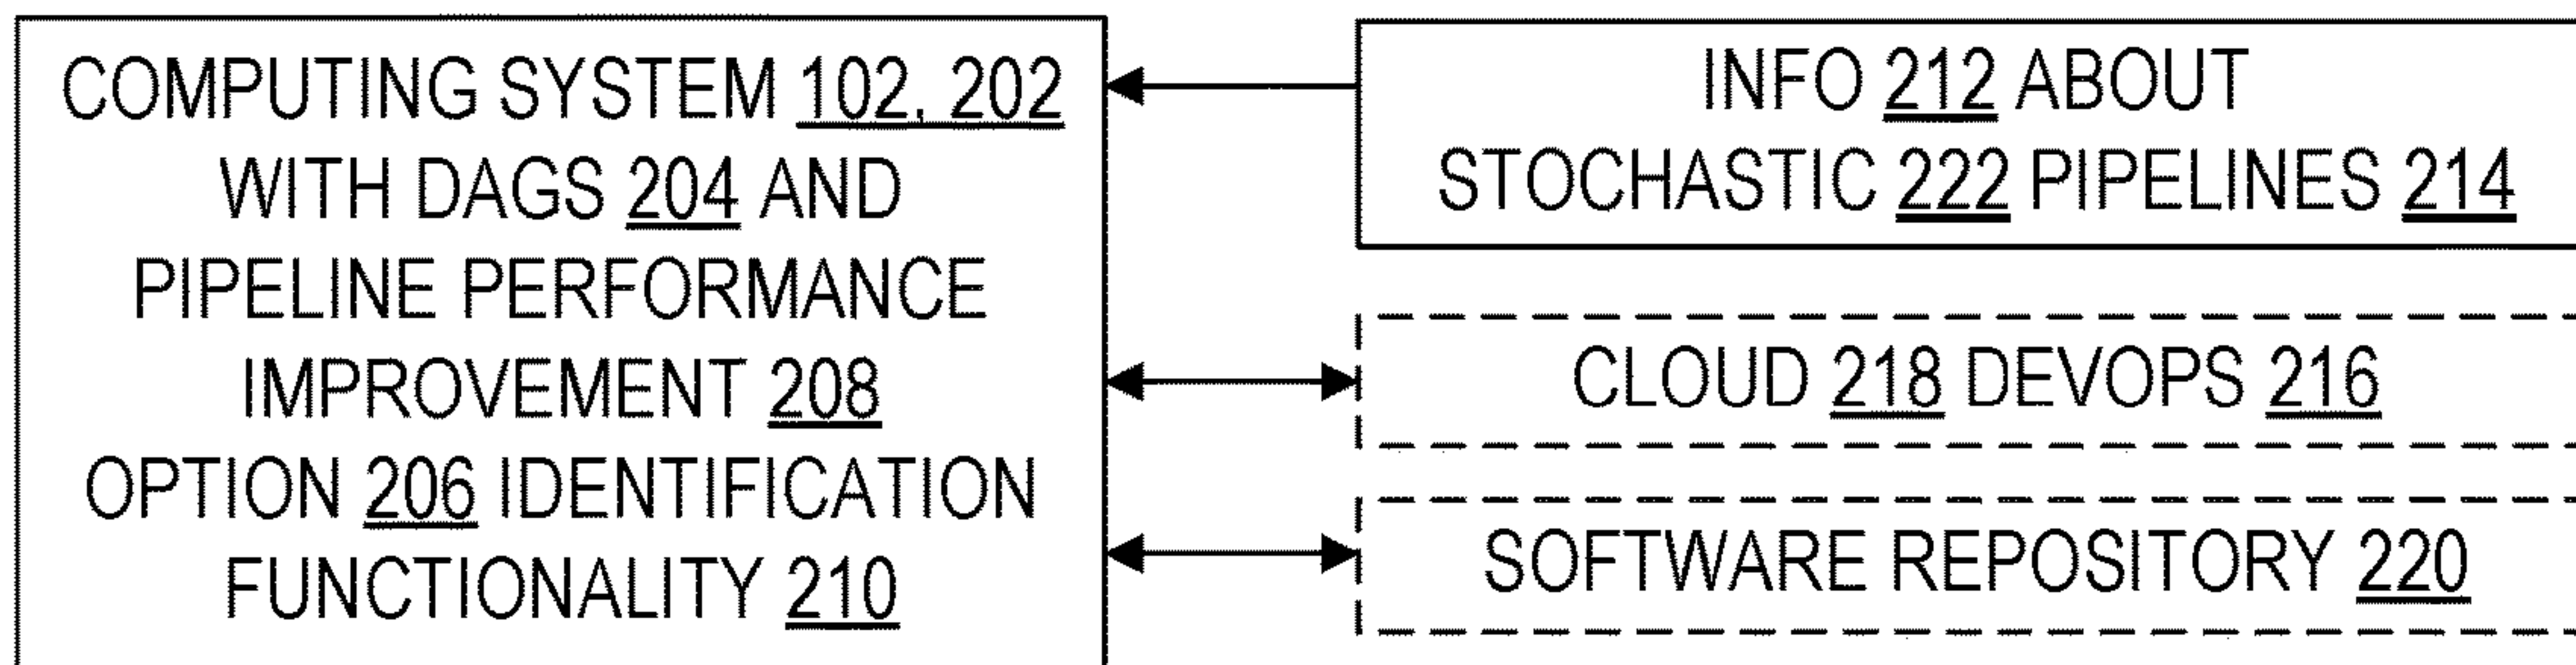 COMPUTING SYSTEM 102, 202
WITH DAGS 204 AND
PIPELINE PERFORMANCE
IMPROVEMENT 208
OPTION 206 IDENTIFICATION
FUNCTIONALITY 210
INFO 212 ABOUT
STOCHASTIC 222 PIPELINES 214
CLOUD 218 DEVOPS 216
SOFTWARE REPOSITORY 220